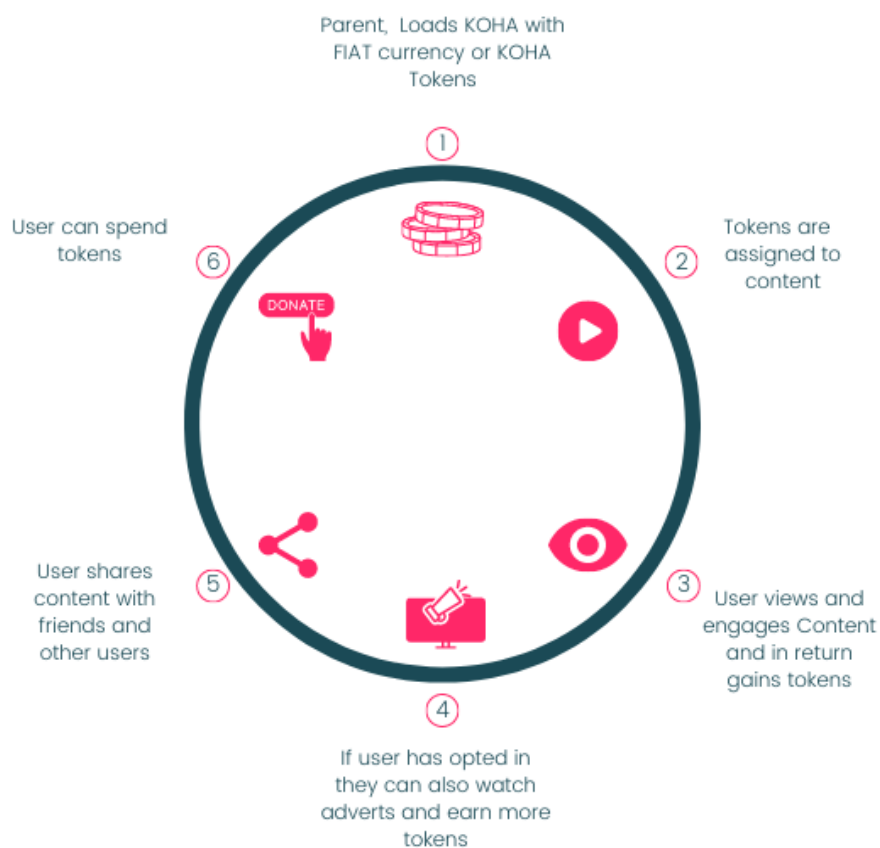 Parent,  Loads KOHA with
FIAT currency or KOHA
Tokens
1
Tokens are
assigned to
content
2
User views and
engages Content
and in return
gains tokens
3
If user has opted in
they can also watch
adverts and earn more
tokens
4
User shares
content with
friends and
other users
5
User can spend
tokens
6
DONATE